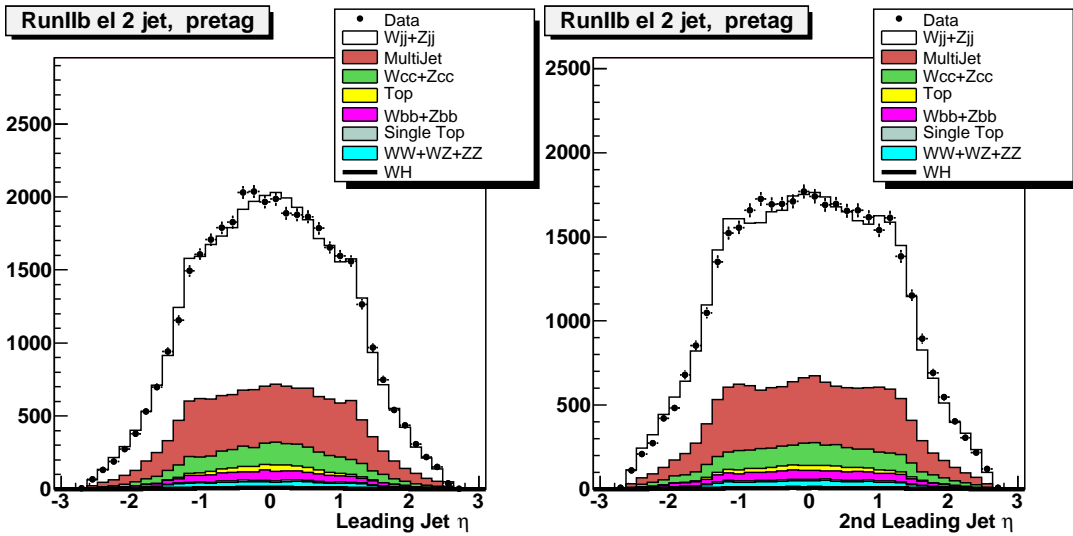 RunIIb el 2 jet, pretag
Data
Wjj+Zjj
MultiJet
Wcc+Zcc
Top
Wbb+Zbb
Single Top
WW+WZ+ZZ
WH
2500
2000
1500
1000
500
0
-3 -2 -1 0 1 2 3
Leading Jet η
RunIIb el 2 jet, pretag
Data
Wjj+Zjj
MultiJet
Wcc+Zcc
Top
Wbb+Zbb
Single Top
WW+WZ+ZZ
WH
2500
2000
1500
1000
500
0
-3 -2 -1 0 1 2 3
2nd Leading Jet η